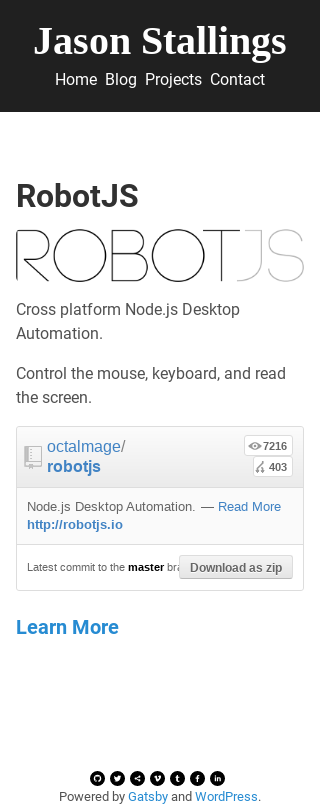 Jason Stallings
Home Blog Projects Contact
RobotJS
ROBOTJS
Cross platform Node.js Desktop
Automation.
Control the mouse, keyboard, and read
the screen.
octalmage/
robotjs
7216
403
Node.js Desktop Automation. — Read More
http://robotjs.io
Latest commit to the master bra
Download as zip
Learn More
Powered by Gatsby and WordPress.